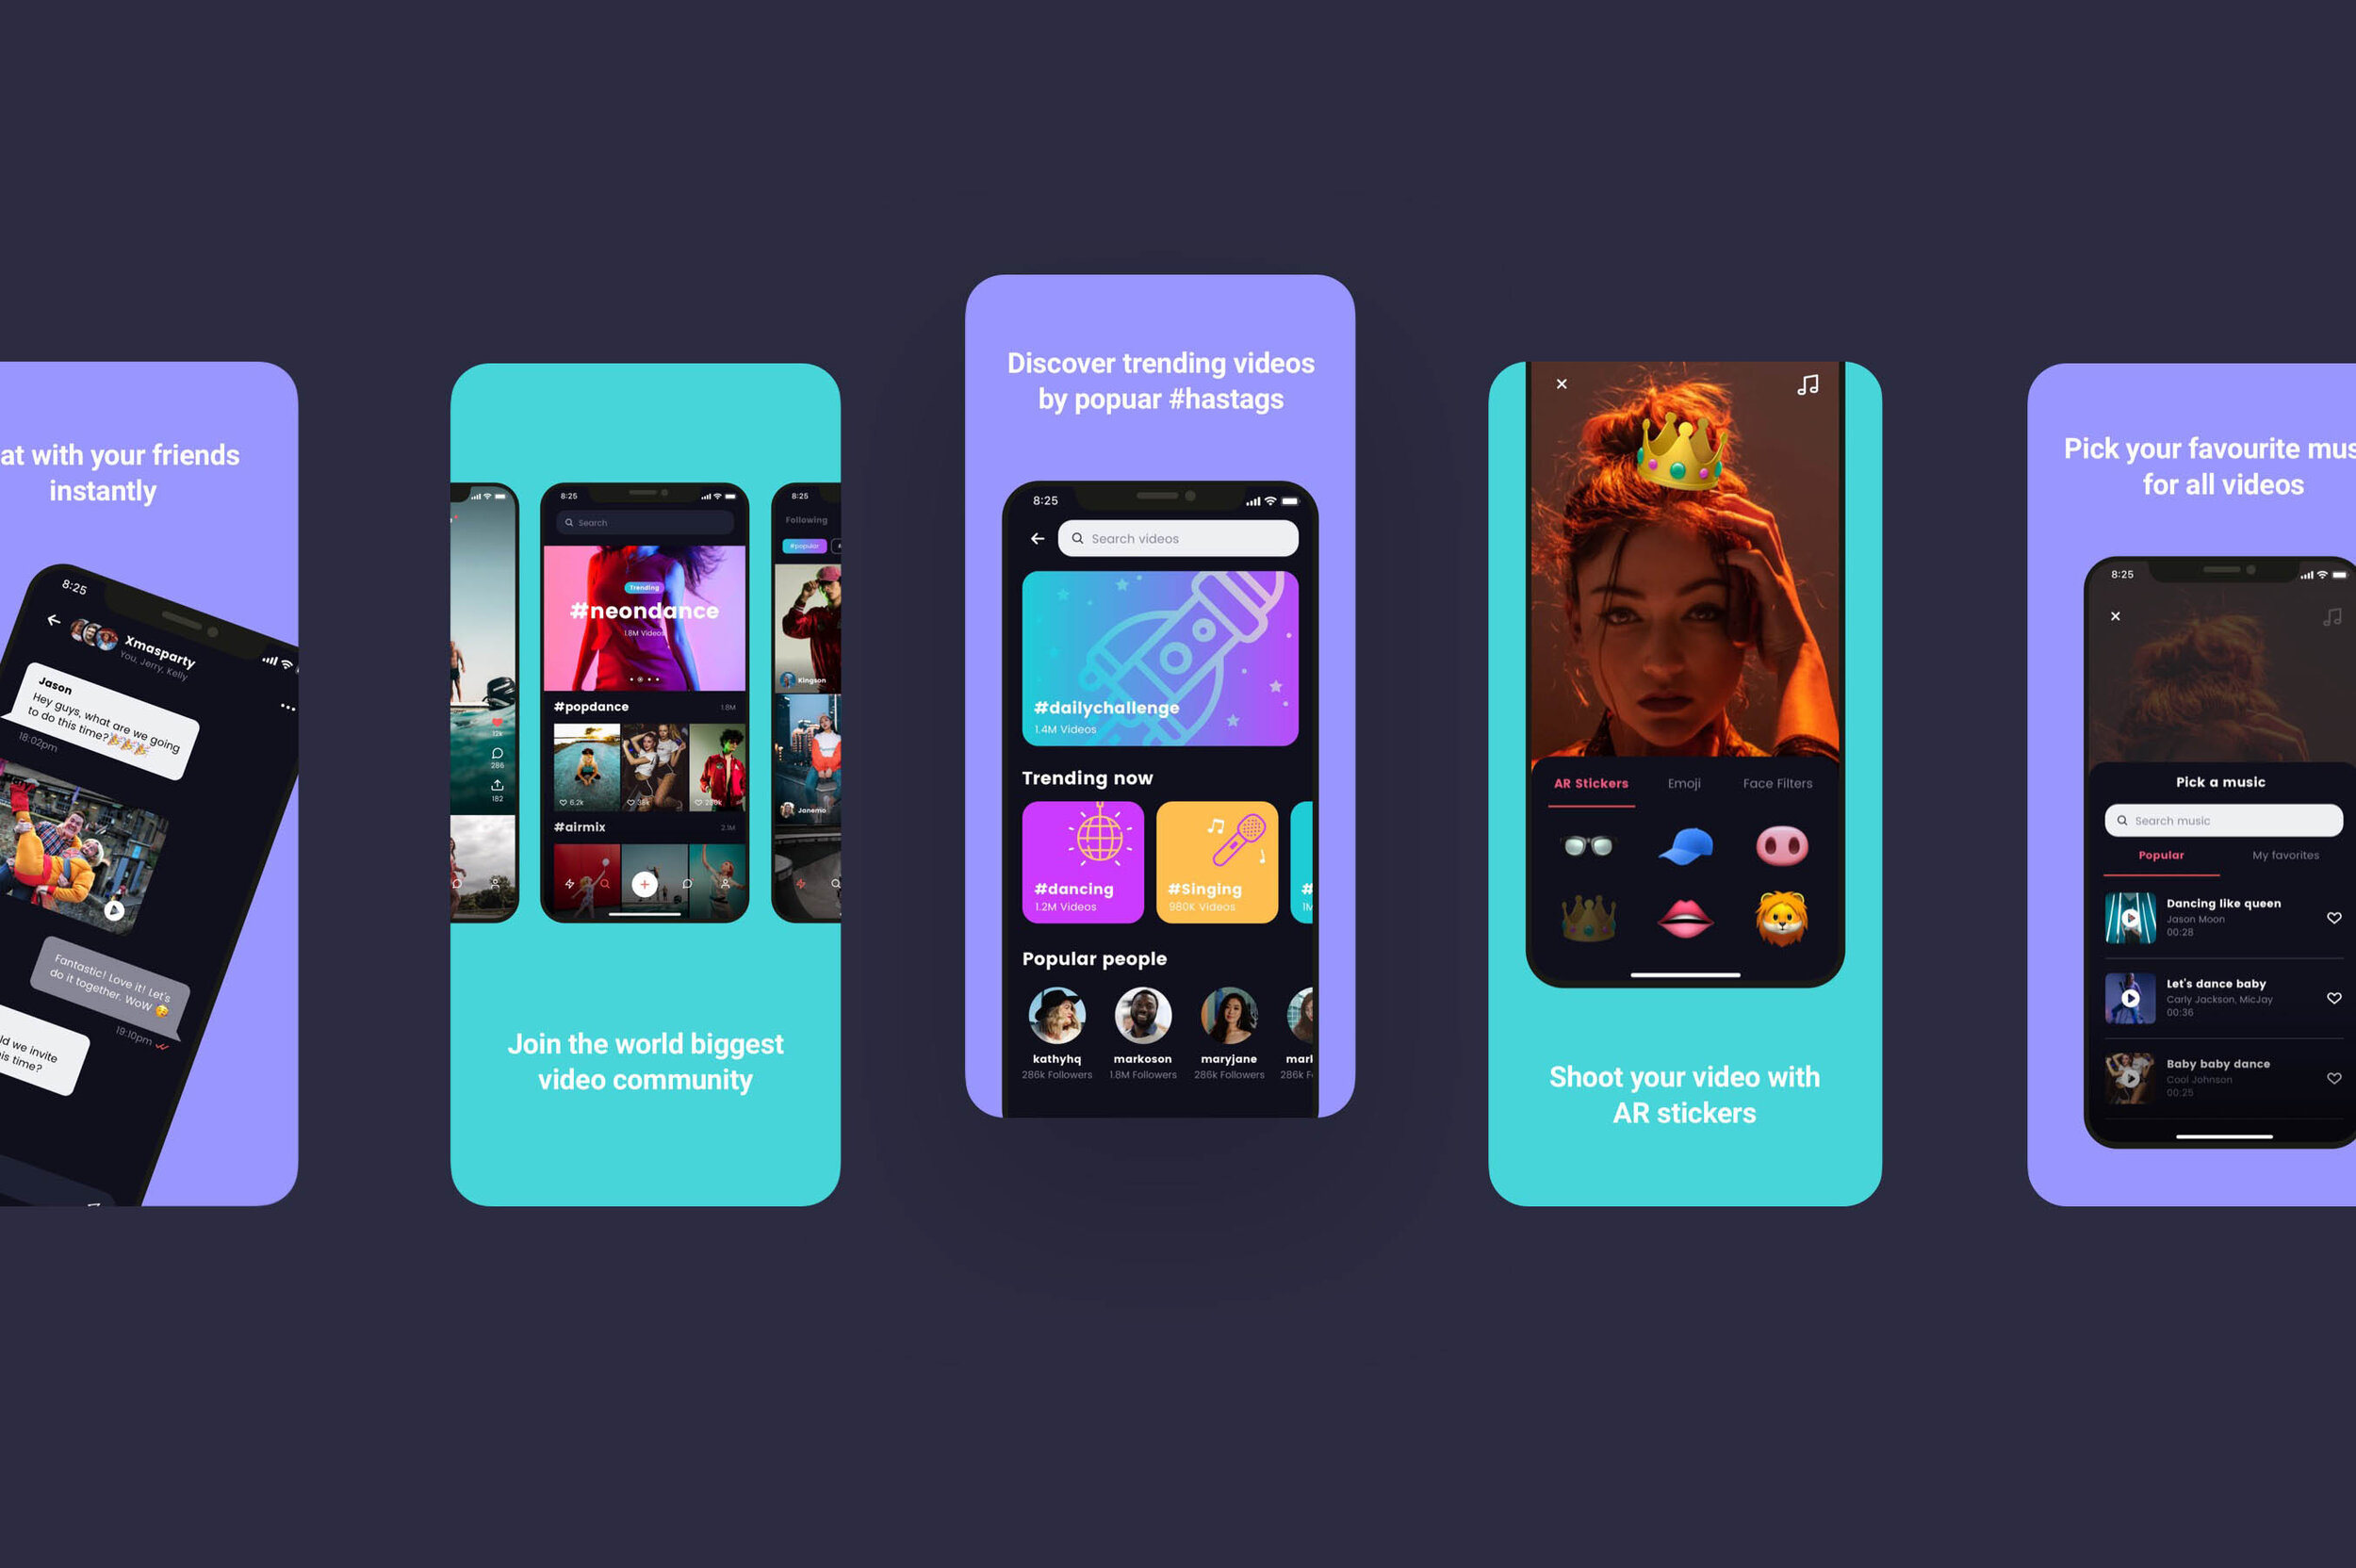 at with your friends
instantly
8:25
Xmasparty
You, Jerry, Kelly
Jason
Hey guys, what are we going
to do this time?🎉🎉🎉
18:02pm
Fantastic! Love it! Let's
do it together. WoW 🥳
19:10pm
ld we invite
is time?
12k
286
182
8:25
Search
Trending
#neondance
1.8M Videos
#popdance
1.8M
6.2k
38k
286k
#airmix
2.1M
8:25
Following
#popular
Kingson
Janemo
Join the world biggest
video community
Discover trending videos
by popuar #hastags
8:25
Search videos
#dailychallenge
1.4M Videos
Trending now
#dancing
1.2M Videos
#Singing
980K Videos
#
1M
Popular people
kathyhq
markoson
maryjane
marl
286k Followers
1.8M Followers
286k Followers
286k F
AR Stickers
Emoji
Face Filters
Shoot your video with
AR stickers
Pick your favourite mus
for all videos
8:25
Pick a music
Search music
Popular
My favorites
Dancing like queen
Jason Moon
00:28
Let's dance baby
Carly Jackson, MicJay
00:36
Baby baby dance
Cool Johnson
00:25